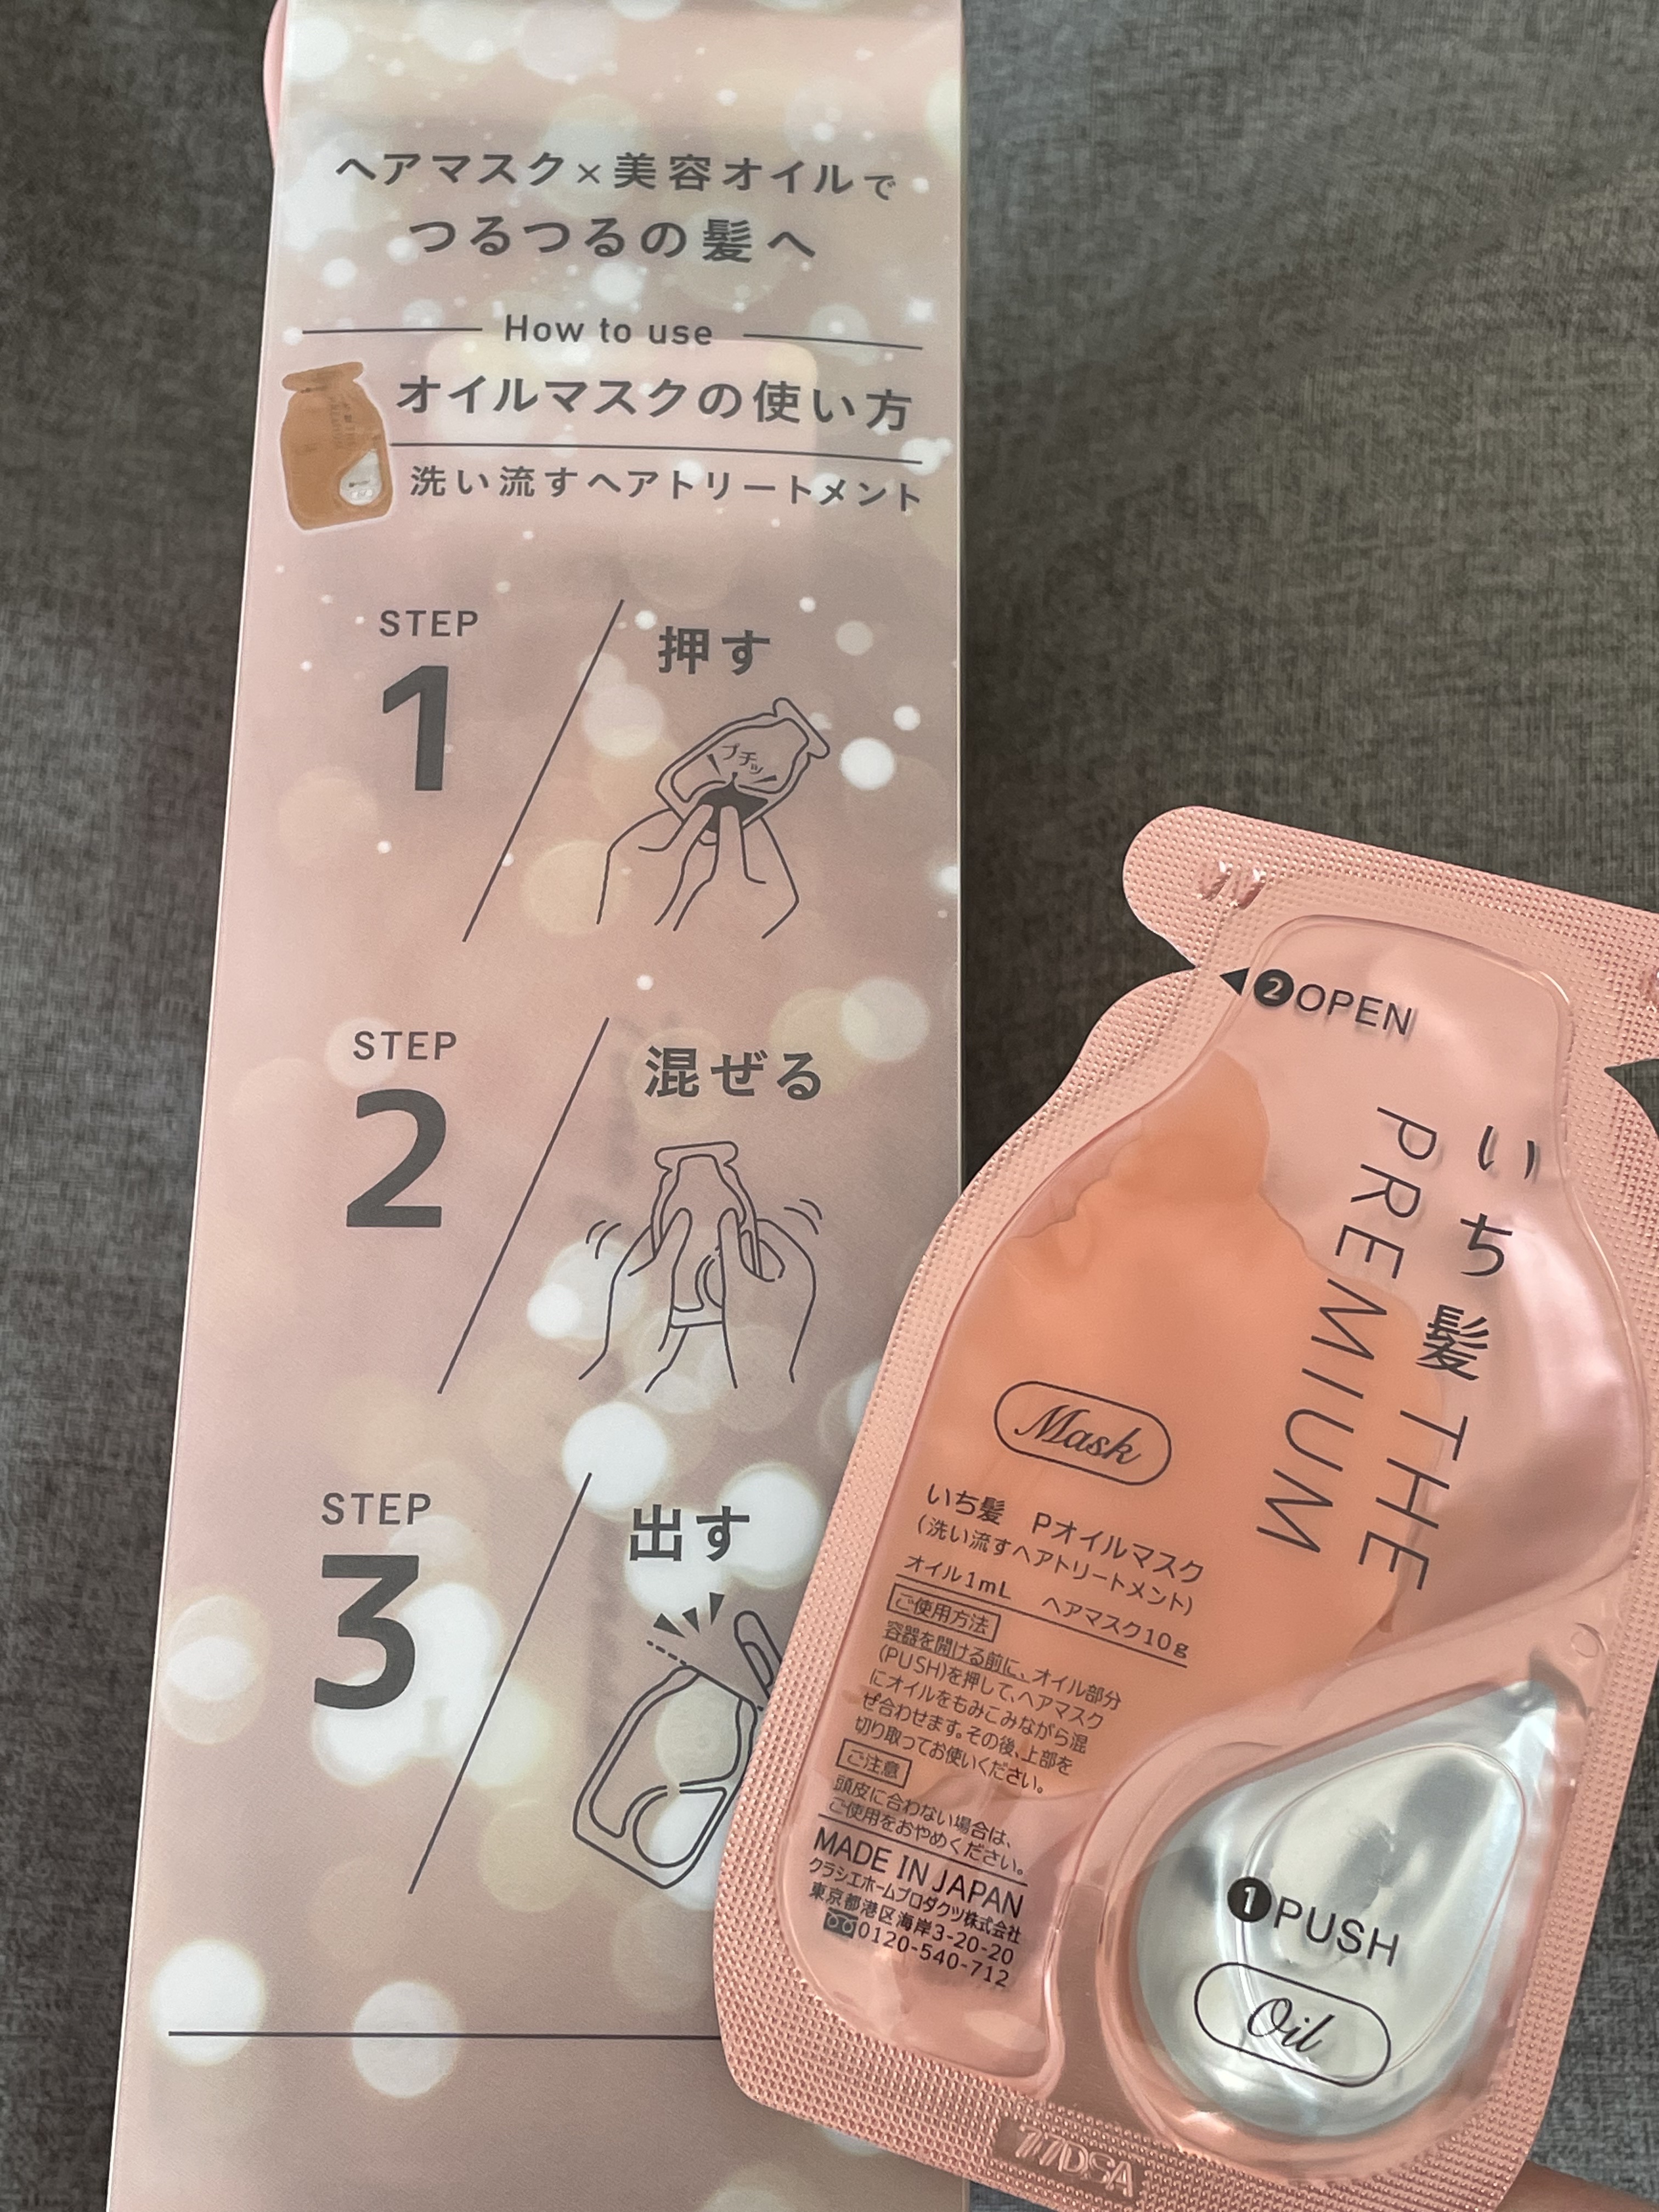 ヘアマスク×美容オイルで
つるつるの髪へ
How to use
オイルマスクの使い方
洗い流すヘアトリートメント
STEP
1
押す
プチッ
STEP
2
混ぜる
STEP
3
出す
❷OPEN
いち髪 THE
PREMIUM
Mask
いち髪 Pオイルマスク
(洗い流すヘアトリートメント)
オイル1mL ヘアマスク10g
ご使用方法
容器を開ける前に、オイル部分
(PUSH)を押して、ヘアマスク
にオイルをもみこみながら混
ぜ合わせます。その後、上部を
切り取ってお使いください。
ご注意
頭皮に合わない場合は、
ご使用をおやめください。
MADE IN JAPAN
クラシエホームプロダクツ株式会社
東京都港区海岸3-20-20
0120-540-712
❶PUSH
Oil